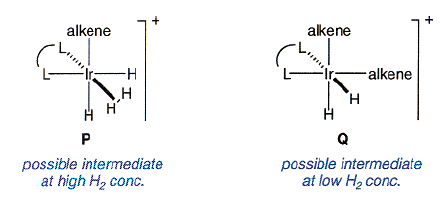 alkene
+
L
L
Ir
H
H
H
H
P
possible intermediate
at high H₂ conc.
alkene
+
L
L
Ir
alkene
H
H
Q
possible intermediate
at low H₂ conc.